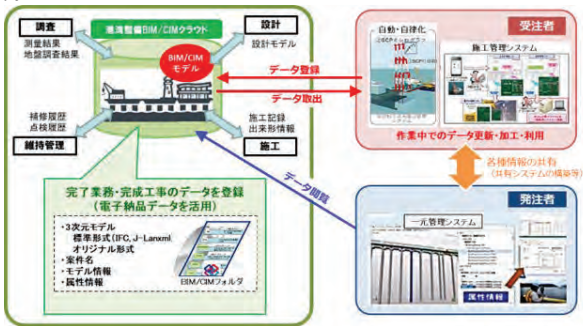 調査
測量結果
地盤調査結果
港湾整備BIM/CIMクラウド
設計
設計モデル
BIM/CIM
モデル
補修履歴
点検履歴
維持管理
施工記録
出来形情報
施工
完了業務・完成工事のデータを登録
(電子納品データを活用)
・3次元モデル
標準形式(IFC, J-Lanxml
オリジナル形式
・案件名
・モデル情報
・属性情報
BIM/CIMフォルダ
データ登録
データ取出
データ閲覧
受注者
自動・自律化
施工管理システム
作業中でのデータ更新・加工・利用
各種情報の共有
(共有システムの構築等)
発注者
一元管理システム
属性情報